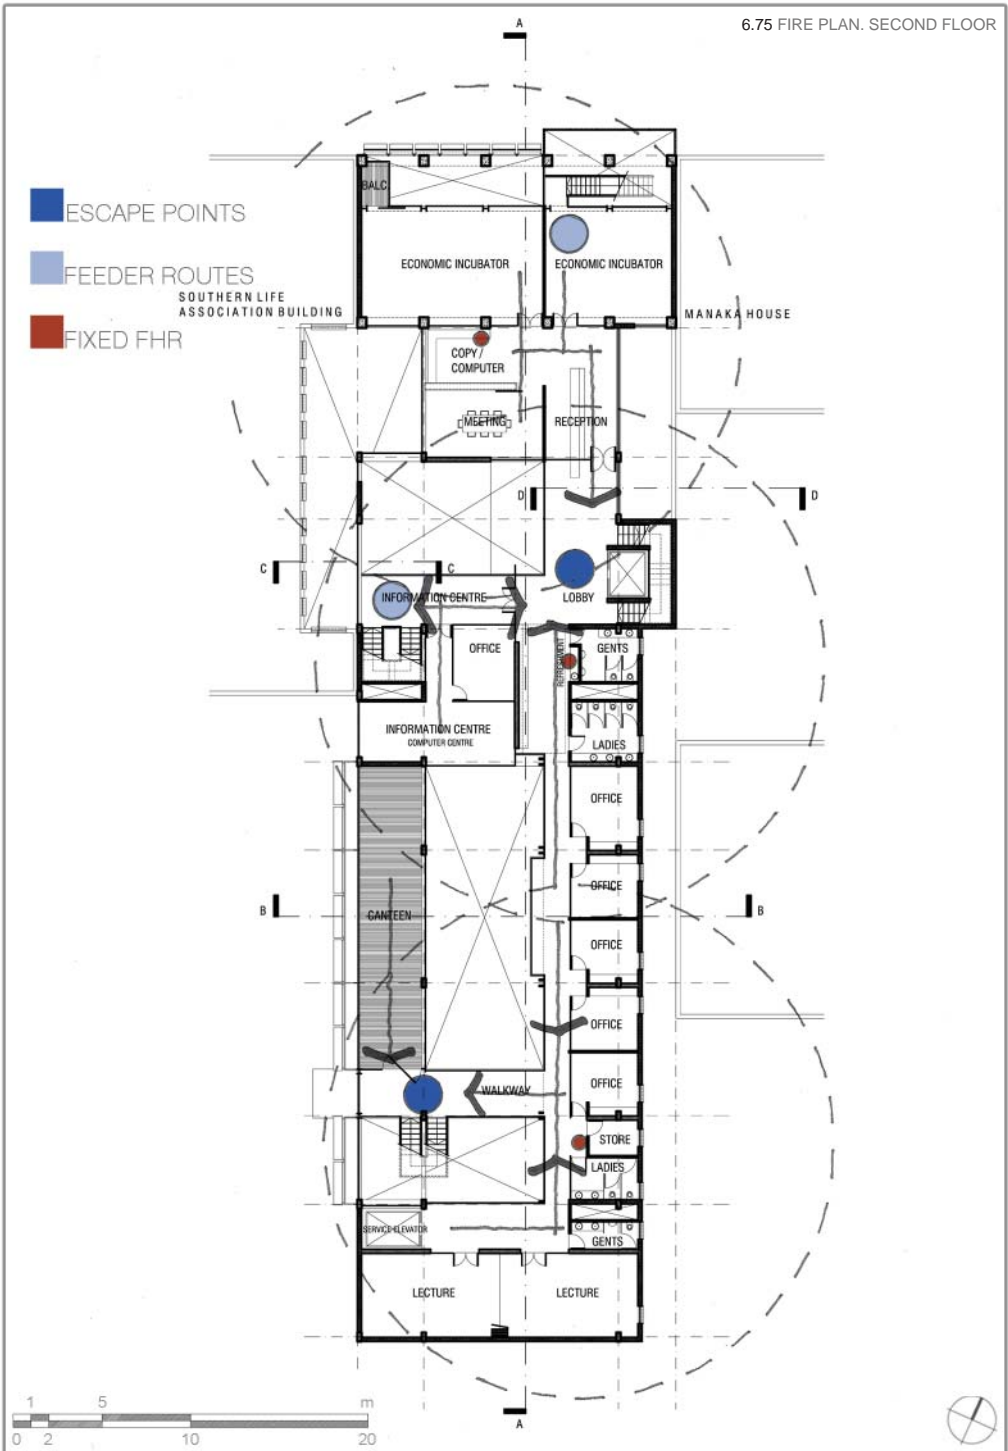 A
6.75 FIRE PLAN. SECOND FLOOR
BALC.
ESCAPE POINTS
FEEDER ROUTES
FIXED FHR
ECONOMIC INCUBATOR
ECONOMIC INCUBATOR
SOUTHERN LIFE
ASSOCIATION BUILDING
MANAKA HOUSE
COPY /
COMPUTER
MEETING
RECEPTION
D
D
C
C
INFORMATION CENTRE
LOBBY
OFFICE
REFRESHMENT
GENTS
INFORMATION CENTRE
COMPUTER CENTRE
LADIES
OFFICE
OFFICE
B
CANTEEN
B
OFFICE
OFFICE
OFFICE
WALKWAY
STORE
LADIES
SERVICE ELEVATOR
GENTS
LECTURE
LECTURE
1
5
m
0
2
10
20
A